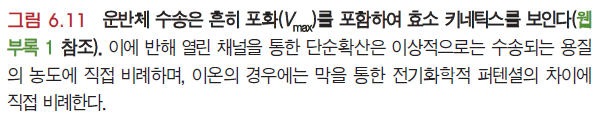 그림 6.11 운반체 수송은 흔히 포화(Vmax)를 포함하여 효소 키네틱스를 보인다(웹
부록 1 참조). 이에 반해 열린 채널을 통한 단순확산은 이상적으로는 수송되는 용질
의 농도에 직접 비례하며, 이온의 경우에는 막을 통한 전기화학적 퍼텐셜의 차이에
직접 비례한다.